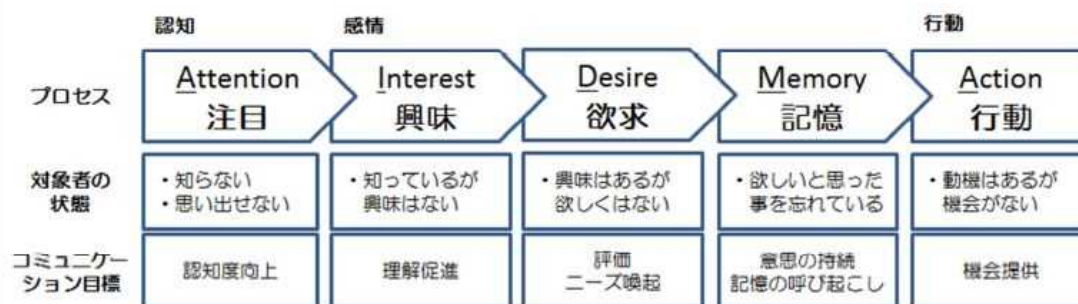 認知
感情
行動
プロセス
Attention
注目
Interest
興味
Desire
欲求
Memory
記憶
Action
行動
対象者の
状態
・知らない
・思い出せない
・知っているが
興味はない
・興味はあるが
欲しくはない
・欲しいと思った
事を忘れている
・動機はあるが
機会がない
コミュニケー
ション目標
認知度向上
理解促進
評価
ニーズ喚起
意思の持続
記憶の呼び起こし
機会提供